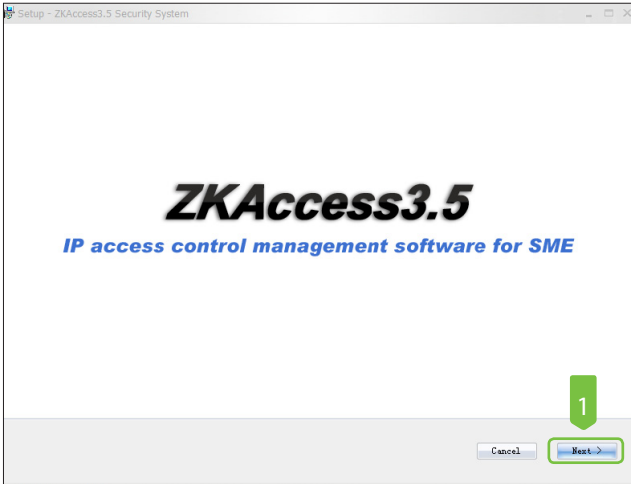 Setup - ZKAccess3.5 Security System
ZKAccess3.5
IP access control management software for SME
1
Cancel
Next >